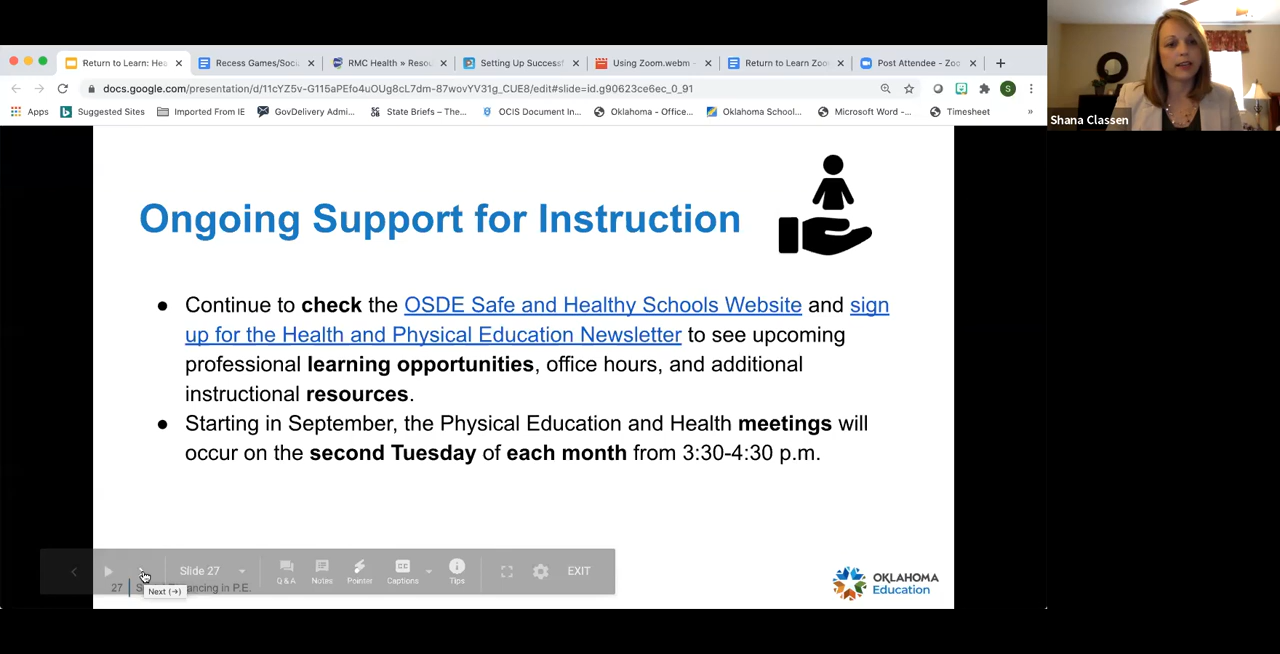 Return to Learn: Hea
Recess Games/Soci
RMC Health » Resou
Setting Up Success
Using Zoom.webm -
Return to Learn Zoo
Post Attendee - Zoo
docs.google.com/presentation/d/11cYZ5v-G115aPEfo4uOUg8cL7dm-87wovYV31g_CUE8/edit#slide=id.g90623ce6ec_0_91
S
Apps
Suggested Sites
Imported From IE
GovDelivery Admi...
State Briefs – The...
OCIS Document In...
Oklahoma - Office...
Oklahoma School...
Microsoft Word -...
Timesheet
»
Shana Classen
Ongoing Support for Instruction
● Continue to check the OSDE Safe and Healthy Schools Website and sign
up for the Health and Physical Education Newsletter to see upcoming
professional learning opportunities, office hours, and additional
instructional resources.
● Starting in September, the Physical Education and Health meetings will
occur on the second Tuesday of each month from 3:30-4:30 p.m.
Slide 27
Q&A
Notes
Pointer
Captions
Tips
EXIT
27
in P.E.
Next (→)
OKLAHOMA
Education